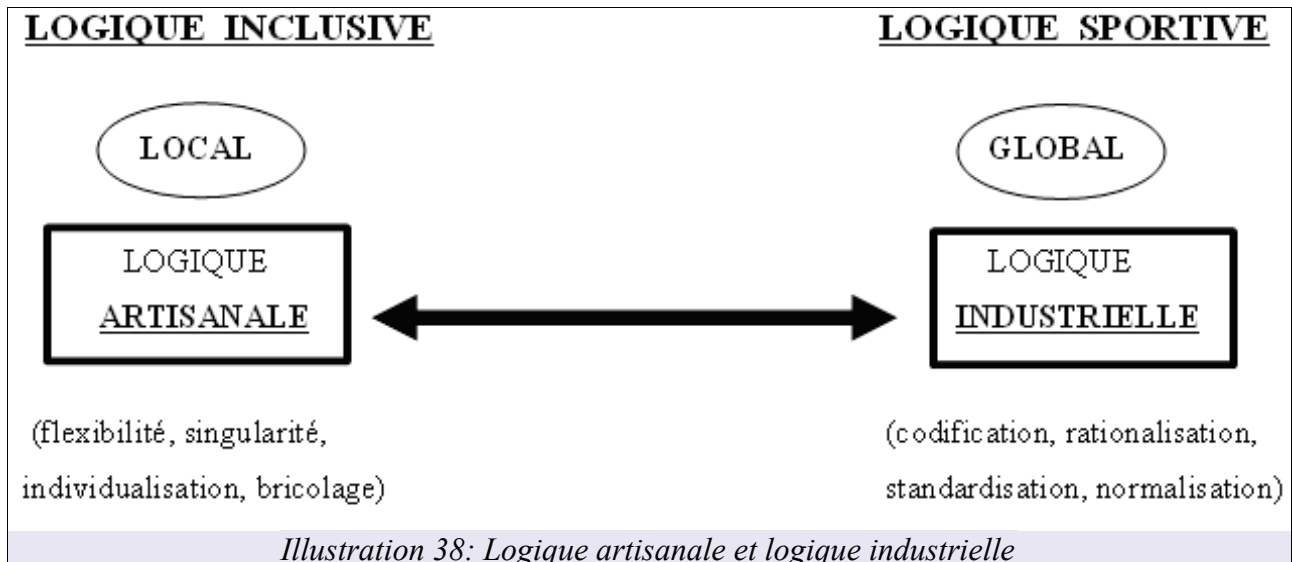 LOGIQUE INCLUSIVE
LOGIQUE SPORTIVE
LOCAL
GLOBAL
LOGIQUE
ARTISANALE
LOGIQUE
INDUSTRIELLE
(flexibilité, singularité,
individualisation, bricolage)
(codification, rationalisation,
standardisation, normalisation)
Illustration 38: Logique artisanale et logique industrielle